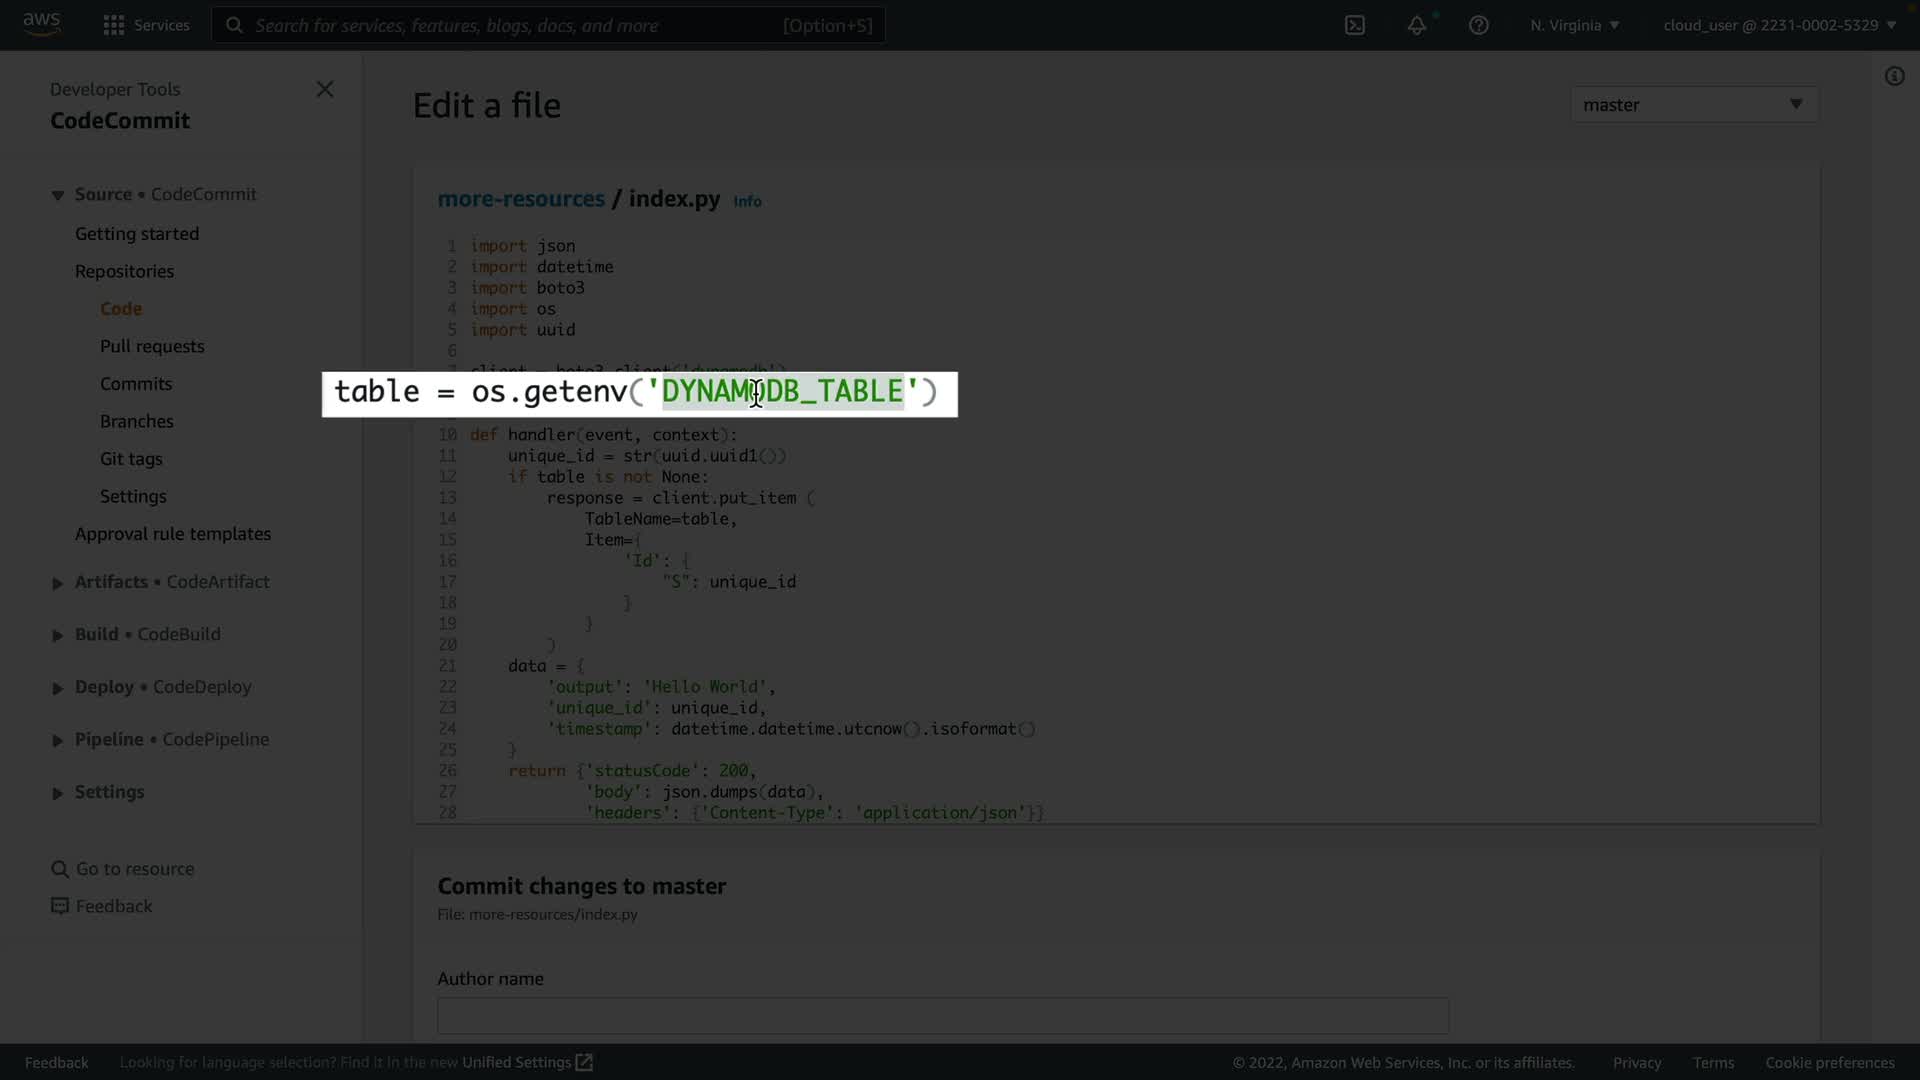 aws
Services
Search for services, features, blogs, docs, and more
[Option+S]
N. Virginia
cloud_user @ 2231-0002-5329
Developer Tools
CodeCommit
Source • CodeCommit
Getting started
Repositories
Code
Pull requests
Commits
Branches
Git tags
Settings
Approval rule templates
Artifacts • CodeArtifact
Build • CodeBuild
Deploy • CodeDeploy
Pipeline • CodePipeline
Settings
Go to resource
Feedback
Edit a file
master
more-resources / index.py Info
1 import json
2 import datetime
3 import boto3
4 import os
5 import uuid
6
client = boto3.client('dynamodb')
table = os.getenv('DYNAMODB_TABLE')
10 def handler(event, context):
11     unique_id = str(uuid.uuid1())
12     if table is not None:
13         response = client.put_item (
14             TableName=table,
15             Item={
16                 'Id': {
17                     "S": unique_id
18                 }
19             }
20         )
21     data = {
22         'output': 'Hello World',
23         'unique_id': unique_id,
24         'timestamp': datetime.datetime.utcnow().isoformat()
25     }
26     return {'statusCode': 200,
27             'body': json.dumps(data),
28             'headers': {'Content-Type': 'application/json'}}
Commit changes to master
File: more-resources/index.py
Author name
Feedback
Looking for language selection? Find it in the new Unified Settings
© 2022, Amazon Web Services, Inc. or its affiliates.
Privacy
Terms
Cookie preferences